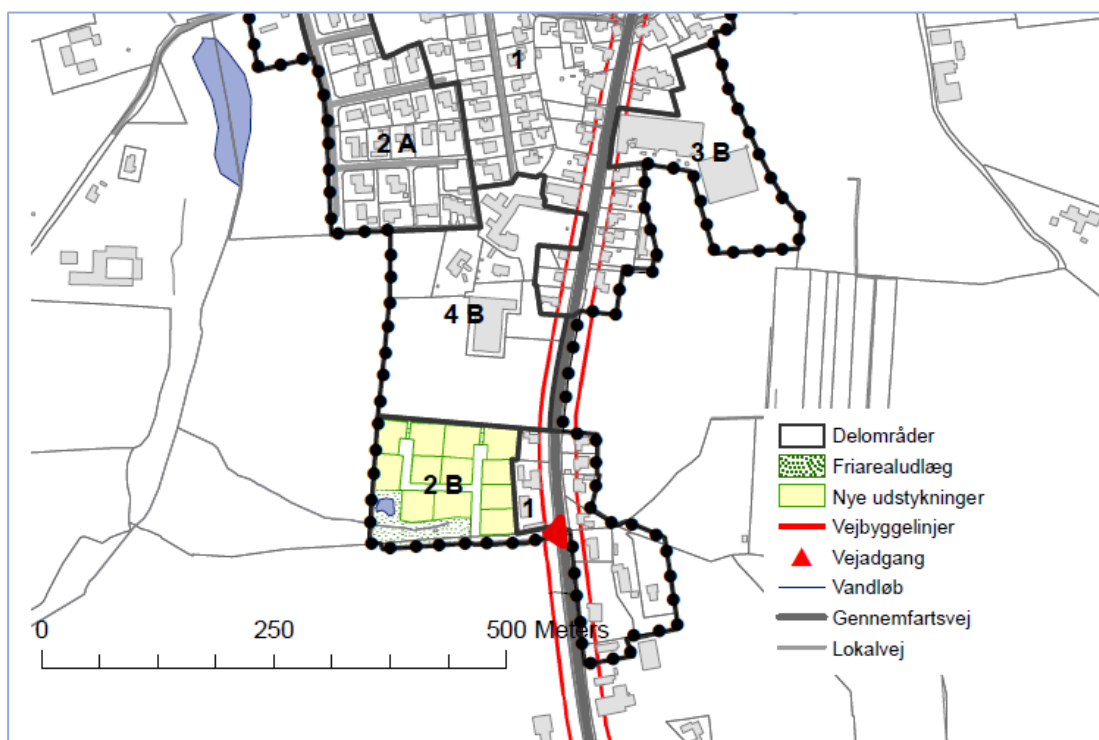 1
2 A
3 B
4 B
2 B
1
0
250
500 Meters
Delområder
Friarealudlæg
Nye udstykninger
Vejbyggelinjer
Vejadgang
Vandløb
Gennemfartsvej
Lokalvej